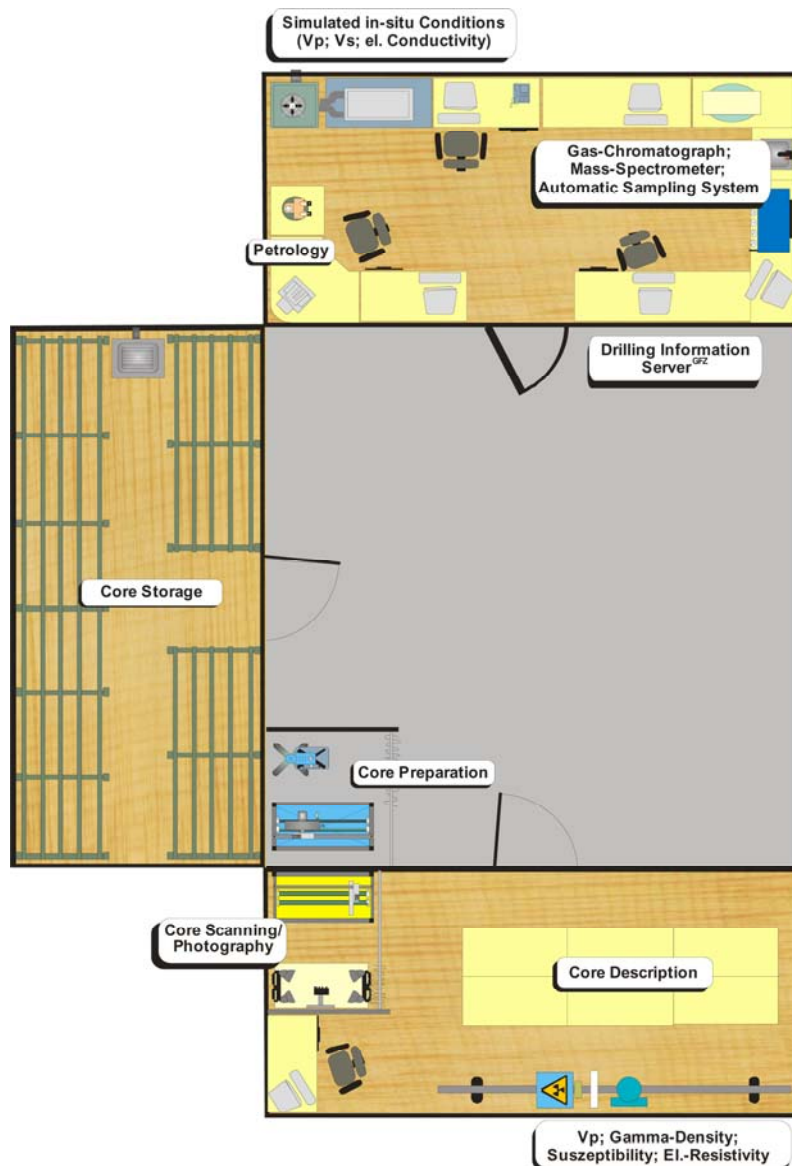 Simulated in-situ Conditions
(Vp; Vs; el. Conductivity)
Gas-Chromatograph;
Mass-Spectrometer;
Automatic Sampling System
Petrology
Drilling Information
Server GFZ
Core Storage
Core Preparation
Core Scanning/
Photography
Core Description
Vp; Gamma-Density;
Suszeptibility; El.-Resistivity